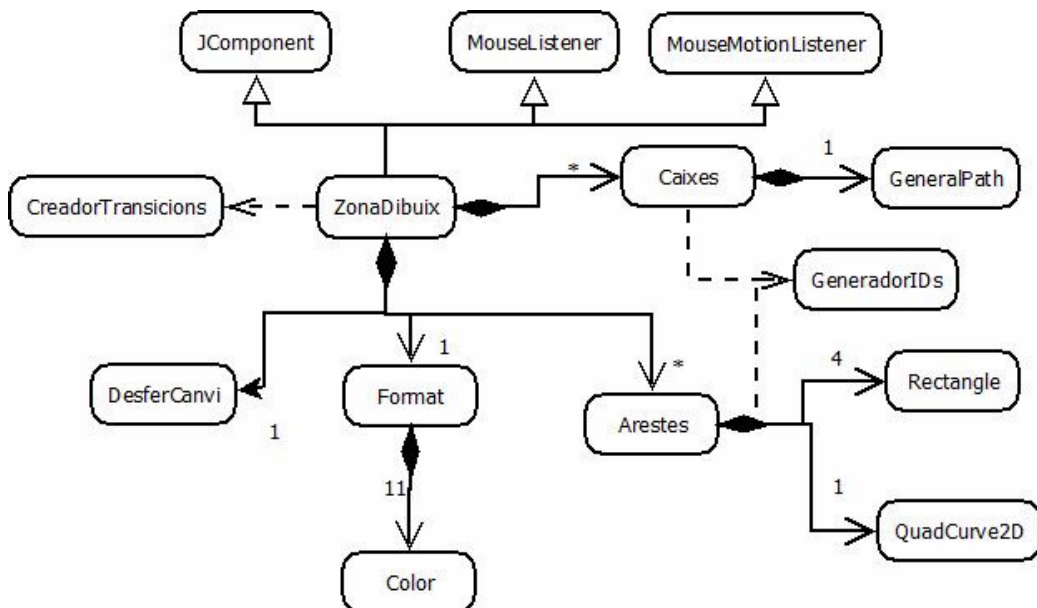 JComponent
MouseListener
MouseMotionListener
CreadorTransicions
ZonaDibuix
*
Caixes
1
GeneralPath
GeneradorIDs
DesferCanvi
1
1
Format
*
Arestes
4
Rectangle
11
Color
1
QuadCurve2D